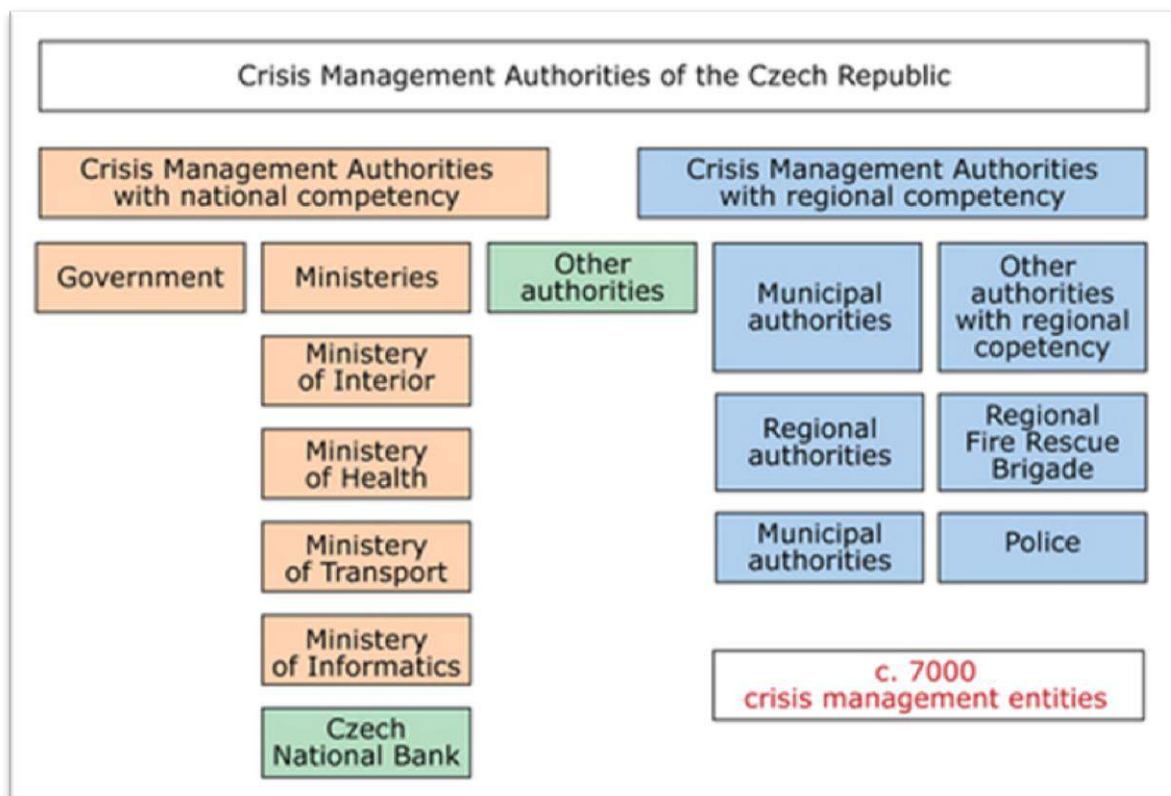 Crisis Management Authorities of the Czech Republic
Crisis Management Authorities
with national competency
Crisis Management Authorities
with regional competency
Government
Ministeries
Other
authorities
Municipal
authorities
Other
authorities
with regional
copetency
Ministery
of Interior
Ministery
of Health
Regional
authorities
Regional
Fire Rescue
Brigade
Ministery
of Transport
Municipal
authorities
Police
Ministery
of Informatics
c. 7000
crisis management entities
Czech
National Bank